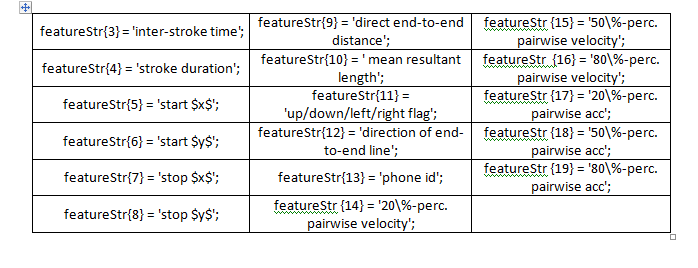 featureStr{3} = 'inter-stroke time';
featureStr{9} = 'direct end-to-end
distance';
featureStr {15} = '50\%-perc.
pairwise velocity';
featureStr{4} = 'stroke duration';
featureStr{10} = ' mean resultant
length';
featureStr {16} = '80\%-perc.
pairwise velocity';
featureStr{5} = 'start $x$';
featureStr{11} =
'up/down/left/right flag';
featureStr {17} = '20\%-perc.
pairwise acc';
featureStr{6} = 'start $y$';
featureStr{12} = 'direction of end-
to-end line';
featureStr {18} = '50\%-perc.
pairwise acc';
featureStr{7} = 'stop $x$';
featureStr{13} = 'phone id';
featureStr {19} = '80\%-perc.
pairwise acc';
featureStr{8} = 'stop $y$';
featureStr {14} = '20\%-perc.
pairwise velocity';